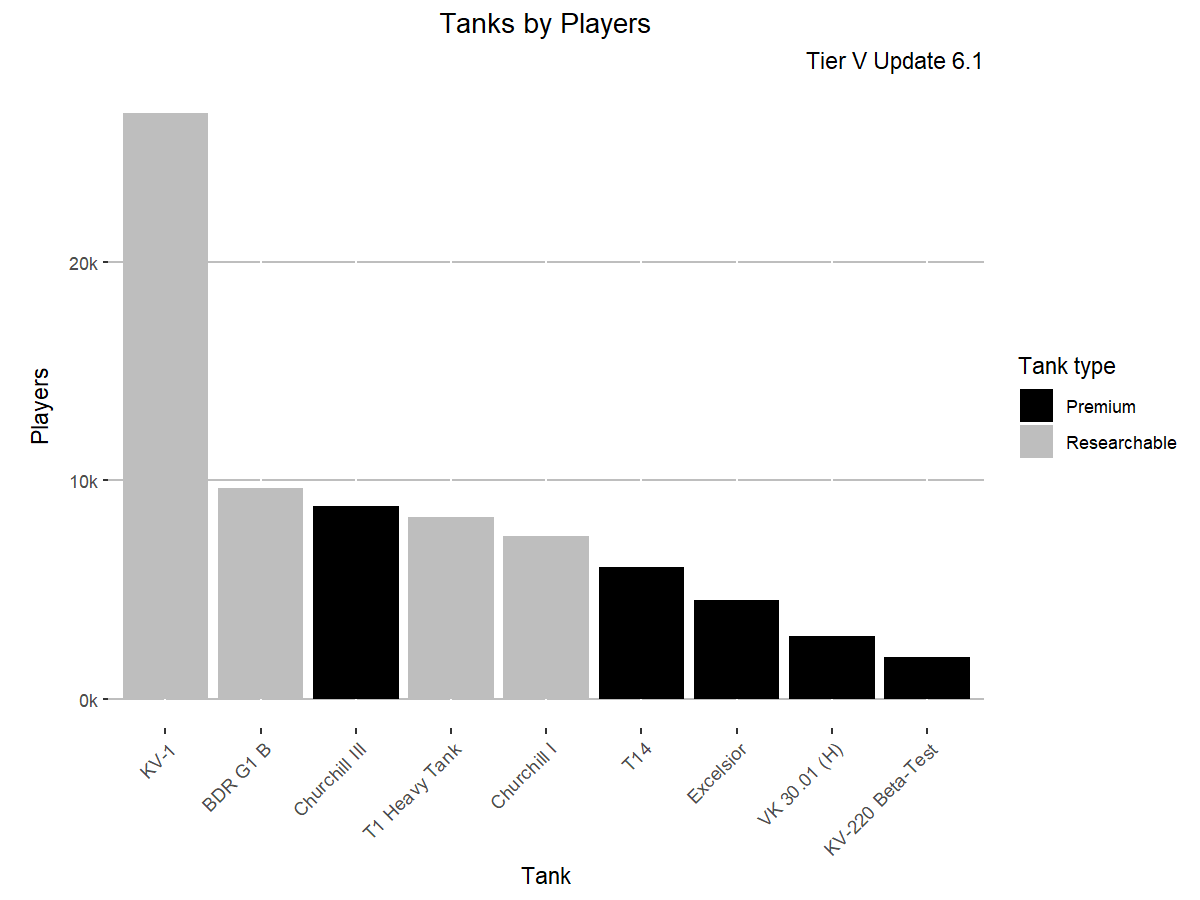 Tanks by Players
Tier V Update 6.1
Players
20k
10k
0k
KV-1
BDR G1 B
Churchill III
T1 Heavy Tank
Churchill I
T14
Excelsior
VK 30.01 (H)
KV-220 Beta-Test
Tank
Tank type
Premium
Researchable